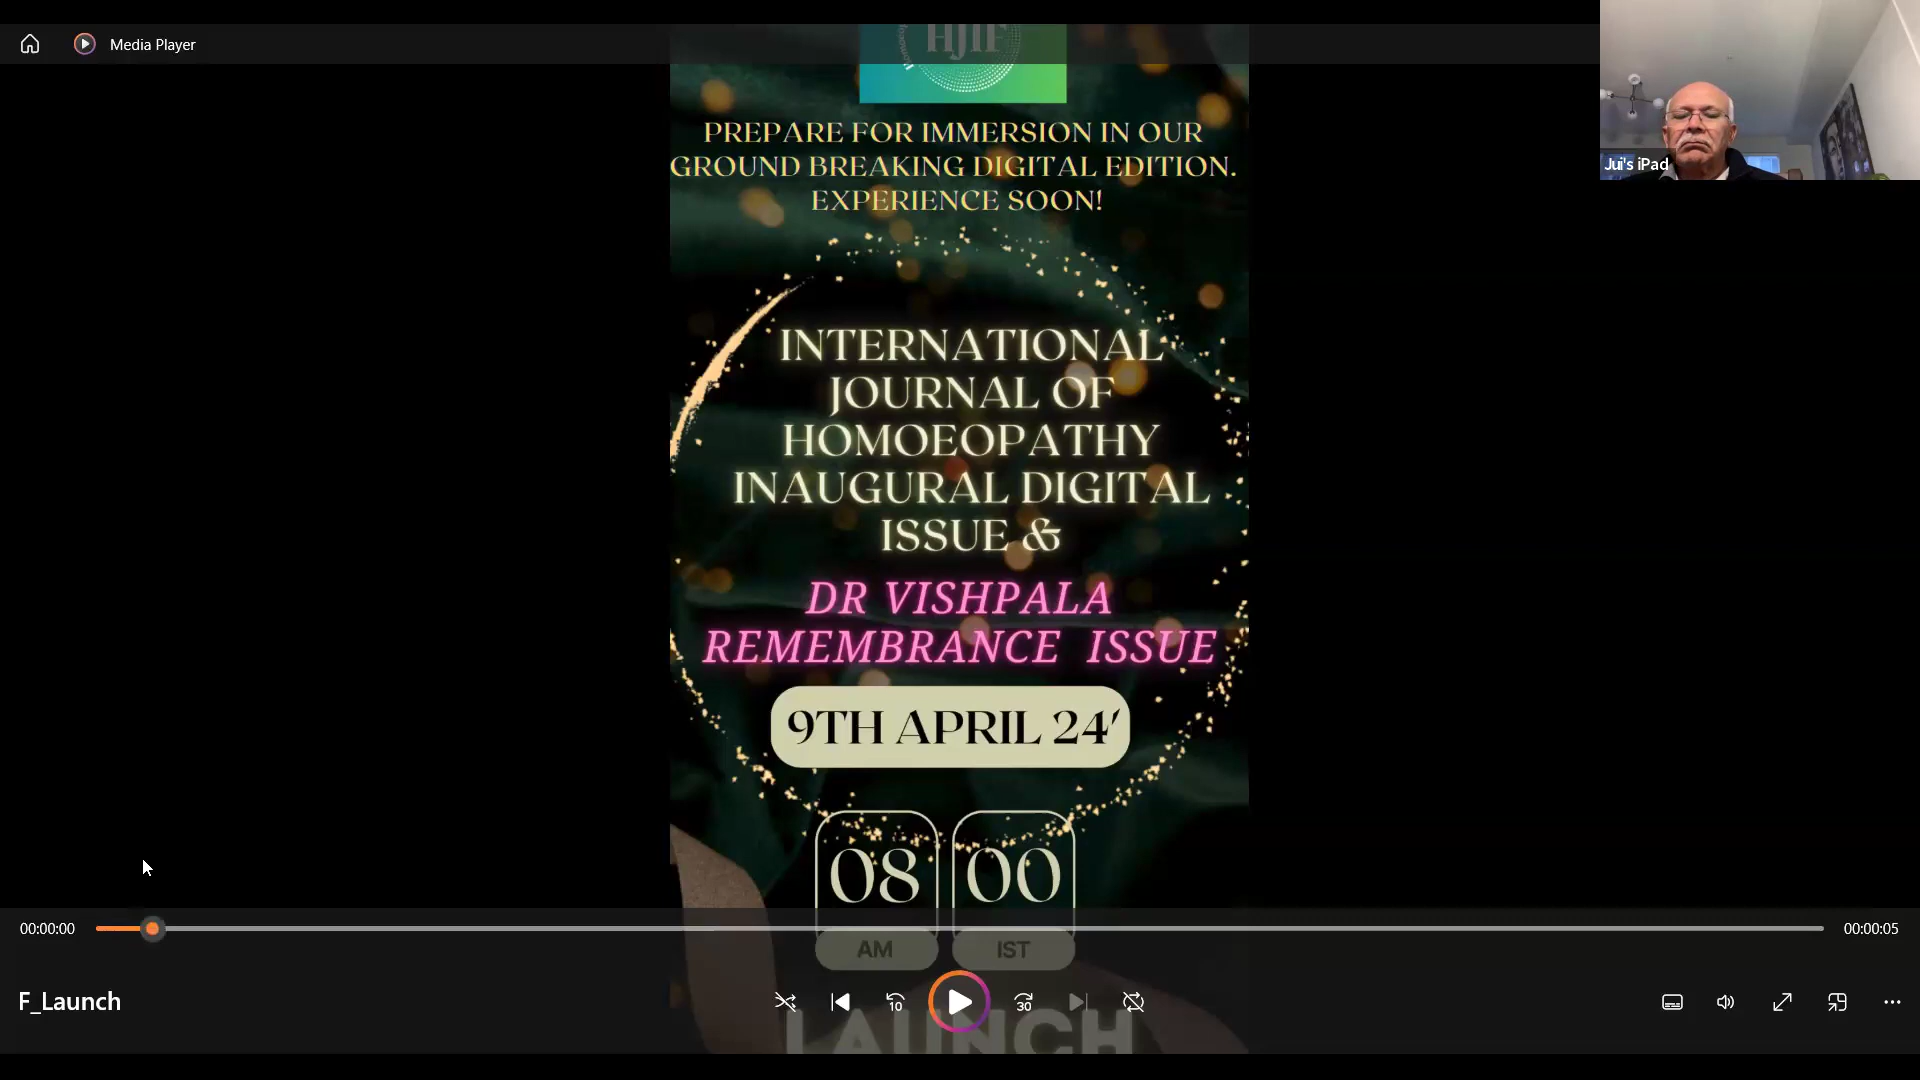 Media Player
HJIF
PREPARE FOR IMMERSION IN OUR
GROUND BREAKING DIGITAL EDITION.
EXPERIENCE SOON!
Jui's iPad
INTERNATIONAL
JOURNAL OF
HOMOEOPATHY
INAUGURAL DIGITAL
ISSUE &
DR VISHPALA
REMEMBRANCE ISSUE
9TH APRIL 24'
08 00
AM IST
00:00:00
00:00:05
F_Launch
10
30
LAUNCH